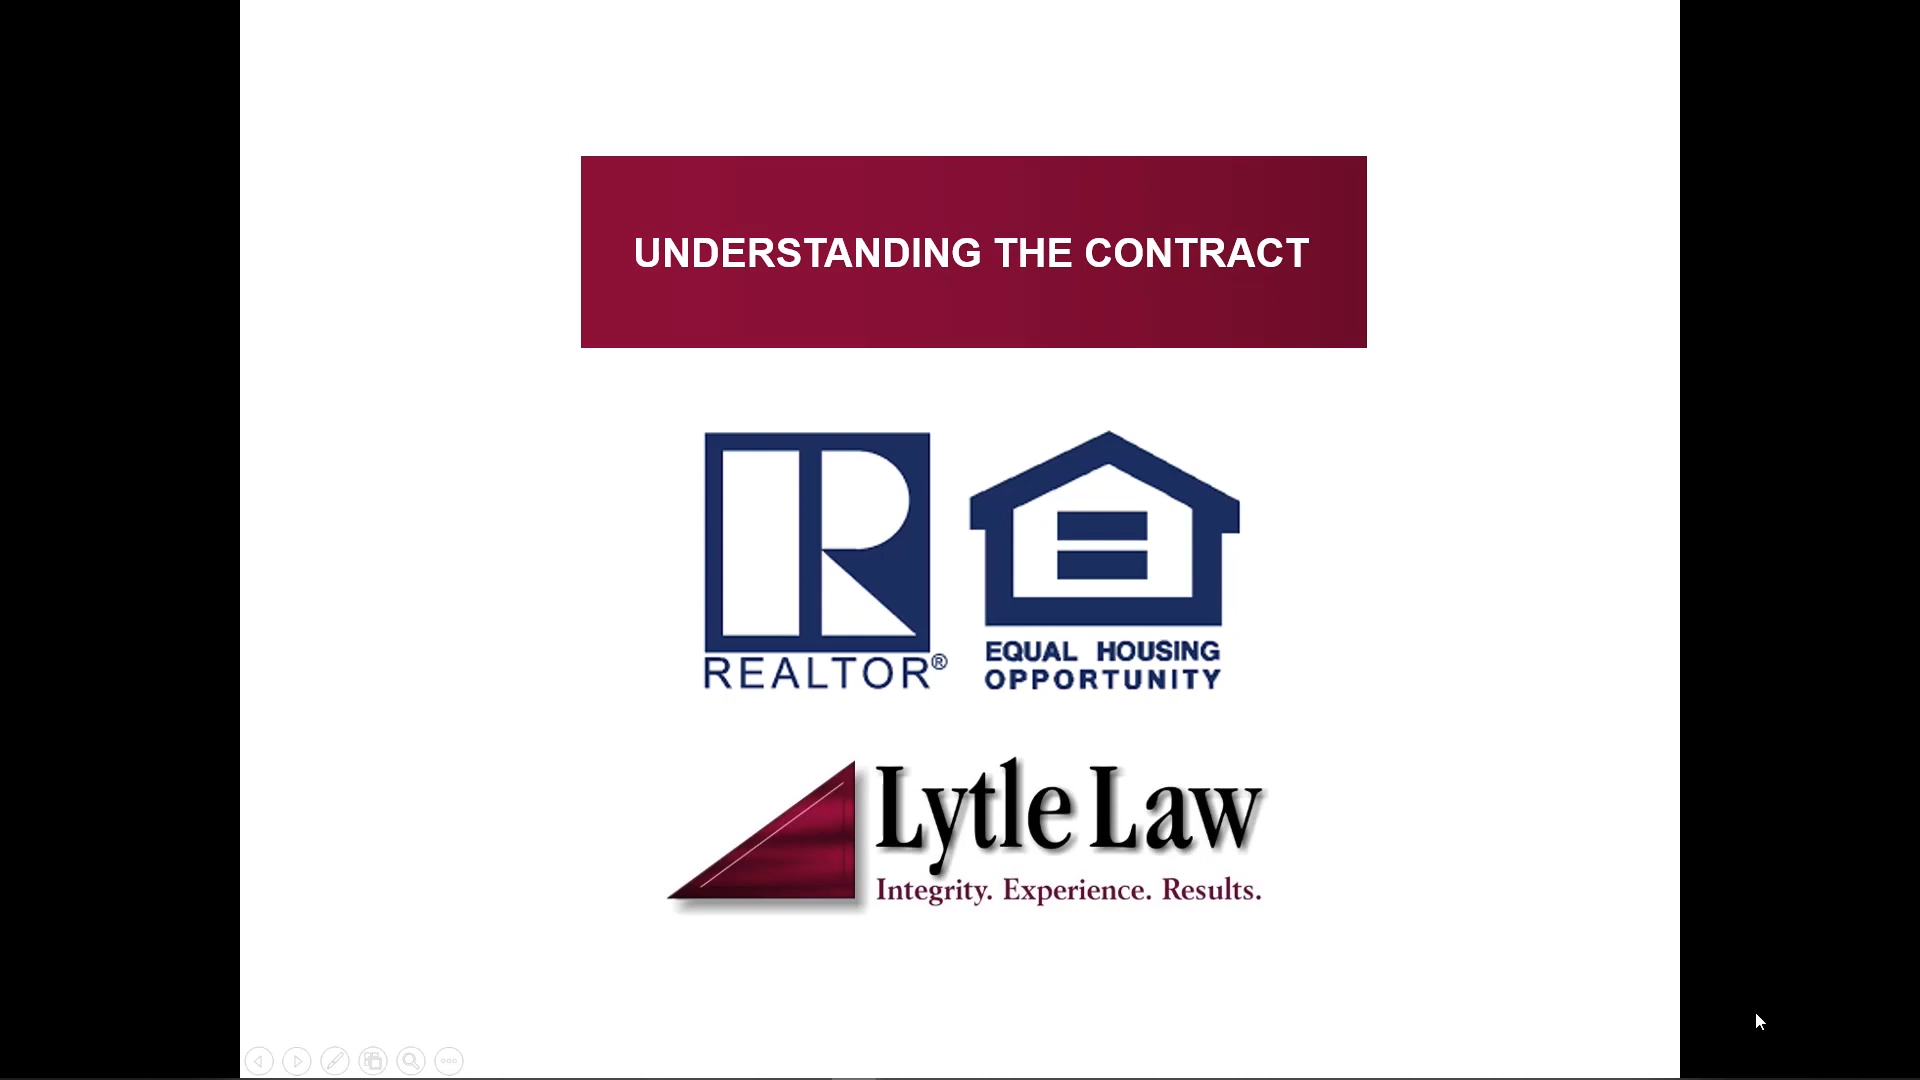 UNDERSTANDING THE CONTRACT
REALTOR®
EQUAL HOUSING
OPPORTUNITY
Lytle Law
Integrity. Experience. Results.